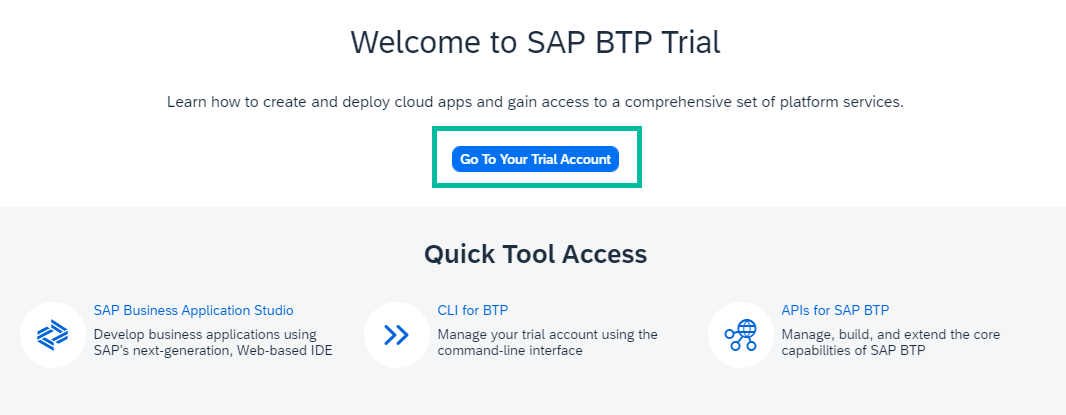 Welcome to SAP BTP Trial
Learn how to create and deploy cloud apps and gain access to a comprehensive set of platform services.
Go To Your Trial Account
Quick Tool Access
SAP Business Application Studio
Develop business applications using
SAP's next-generation, Web-based IDE
CLI for BTP
Manage your trial account using the
command-line interface
APIs for SAP BTP
Manage, build, and extend the core
capabilities of SAP BTP